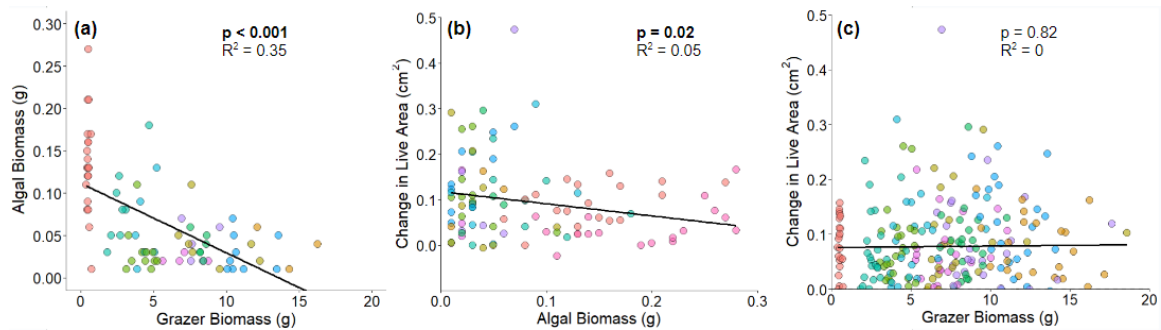 (a)
p < 0.001
R² = 0.35
Algal Biomass (g)
0.30
0.25
0.20
0.15
0.10
0.05
0.00
0 5 10 15 20
Grazer Biomass (g)
(b)
p = 0.02
R² = 0.05
Change in Live Area (cm²)
0.5
0.4
0.3
0.2
0.1
0.0
0.0 0.1 0.2 0.3
Algal Biomass (g)
(c)
p = 0.82
R² = 0
Change in Live Area (cm²)
0.5
0.4
0.3
0.2
0.1
0.0
0 5 10 15 20
Grazer Biomass (g)